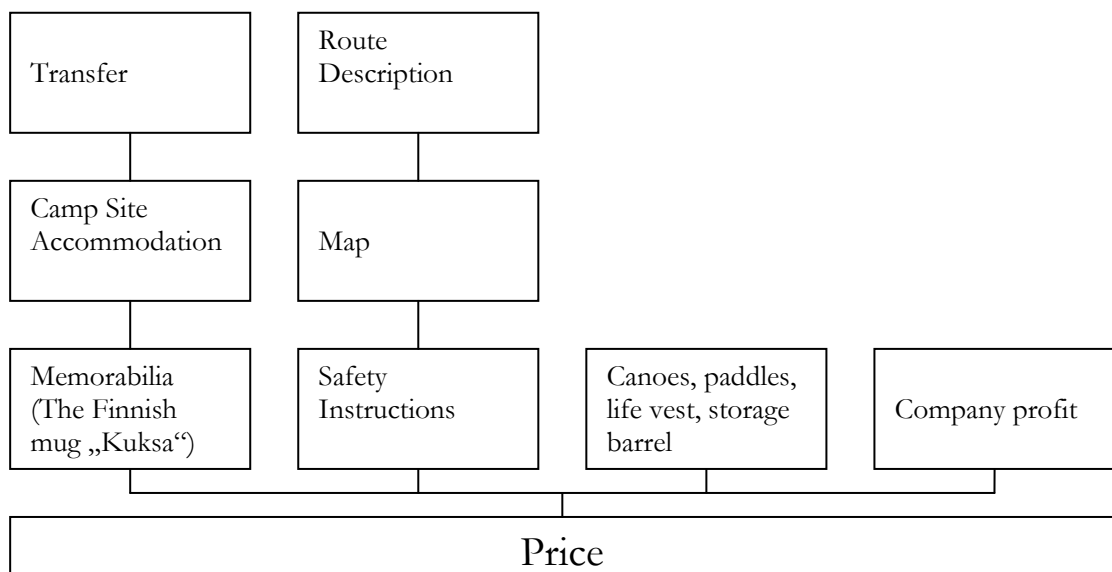 Transfer
Route
Description
Camp Site
Accommodation
Map
Memorabilia
(The Finnish
mug „Kuksa“)
Safety
Instructions
Canoes, paddles,
life vest, storage
barrel
Company profit
Price